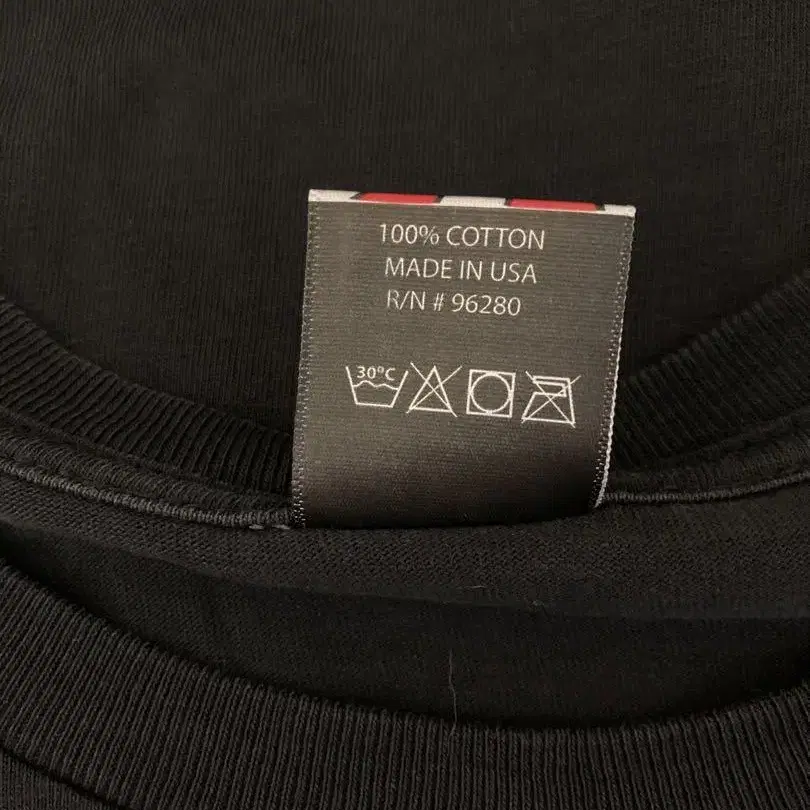 100% COTTON
MADE IN USA
R/N # 96280
30°C